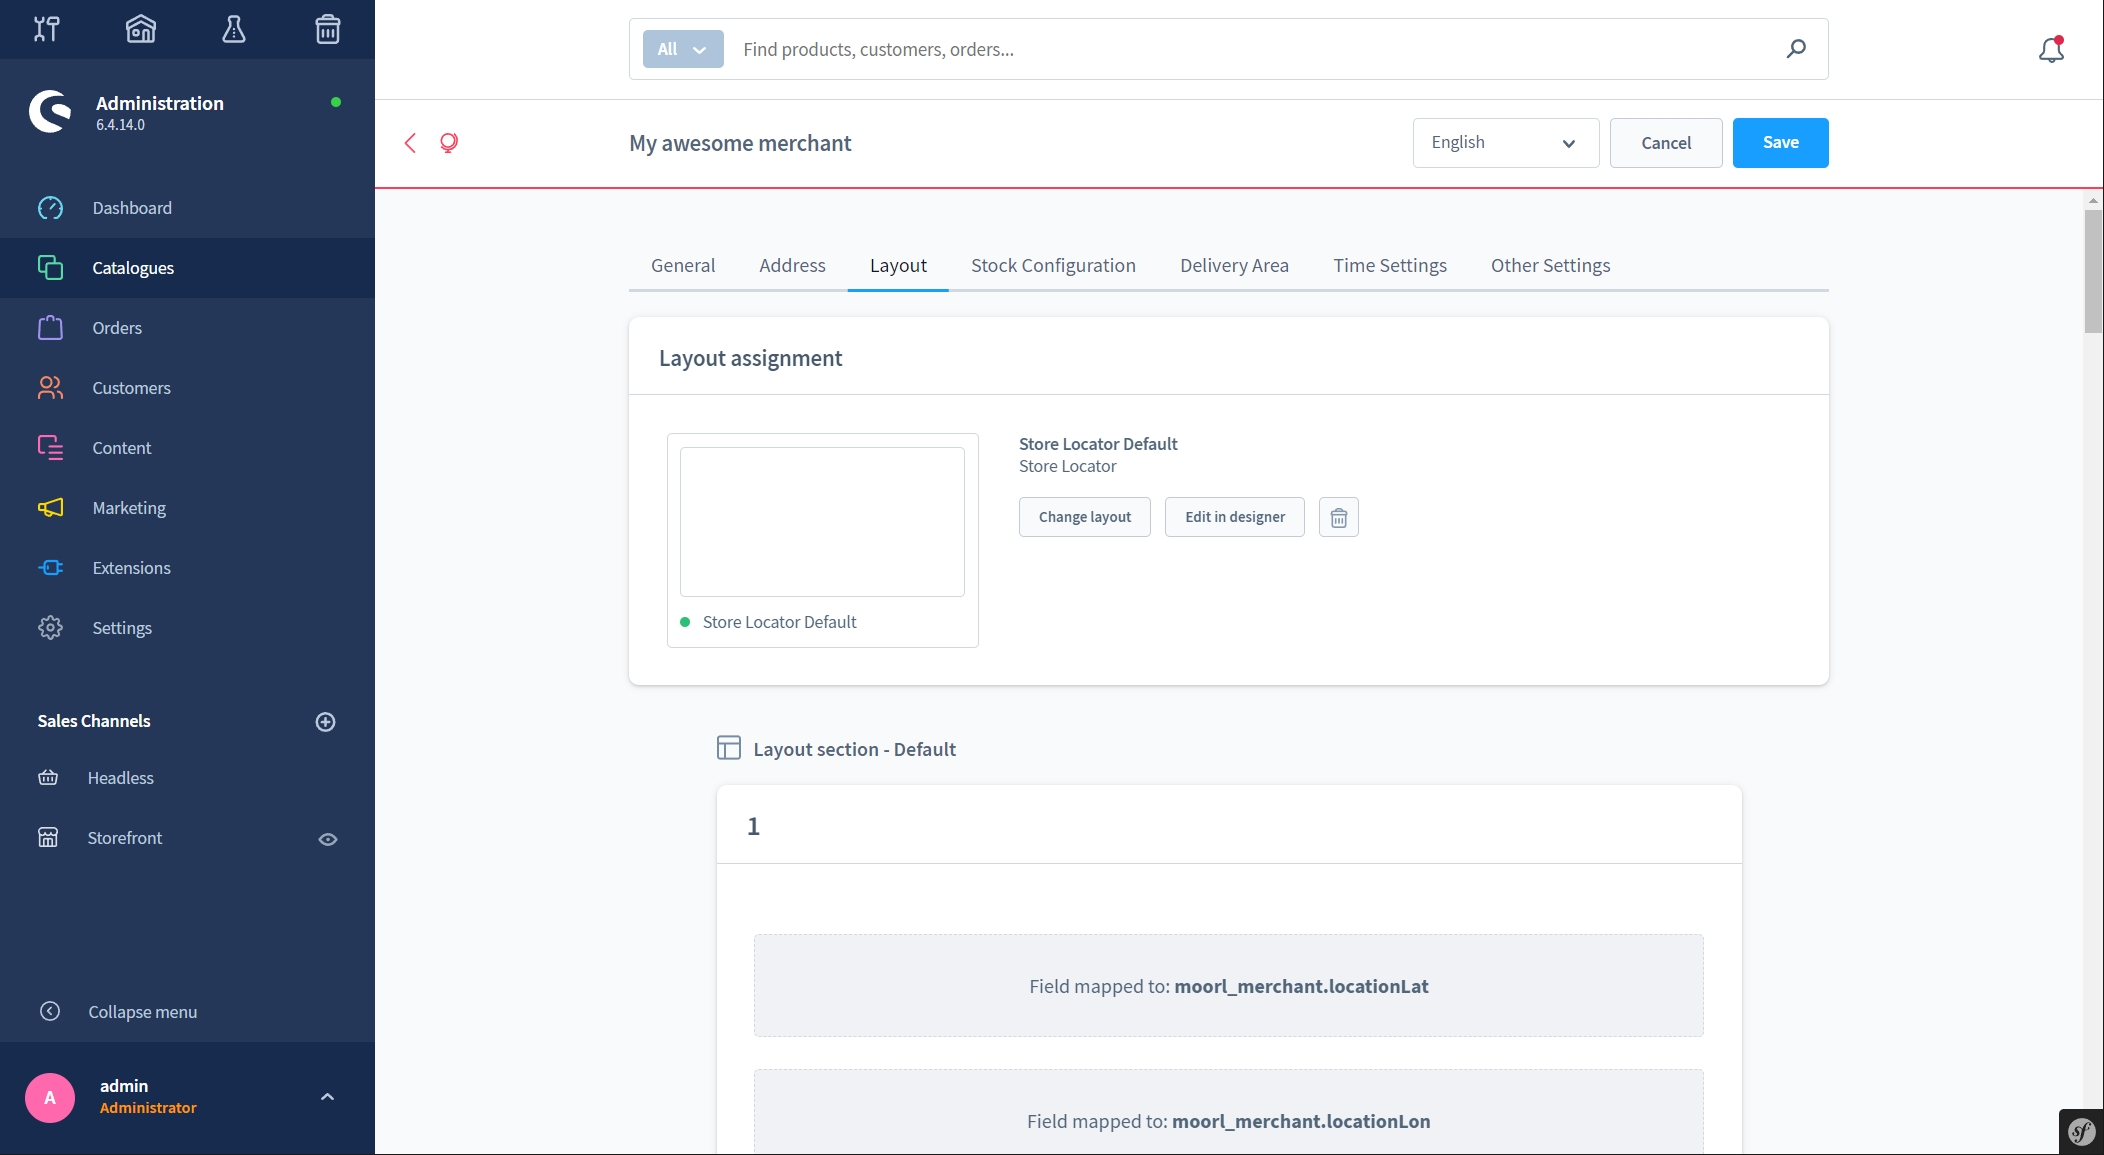 Administration
6.4.14.0
Dashboard
Catalogues
Orders
Customers
Content
Marketing
Extensions
Settings
Sales Channels
Headless
Storefront
Collapse menu
A
admin
Administrator
All
Find products, customers, orders...
My awesome merchant
English
Cancel
Save
General
Address
Layout
Stock Configuration
Delivery Area
Time Settings
Other Settings
Layout assignment
Store Locator Default
Store Locator Default
Store Locator
Change layout
Edit in designer
Layout section - Default
1
Field mapped to: moorl_merchant.locationLat
Field mapped to: moorl_merchant.locationLon
sf